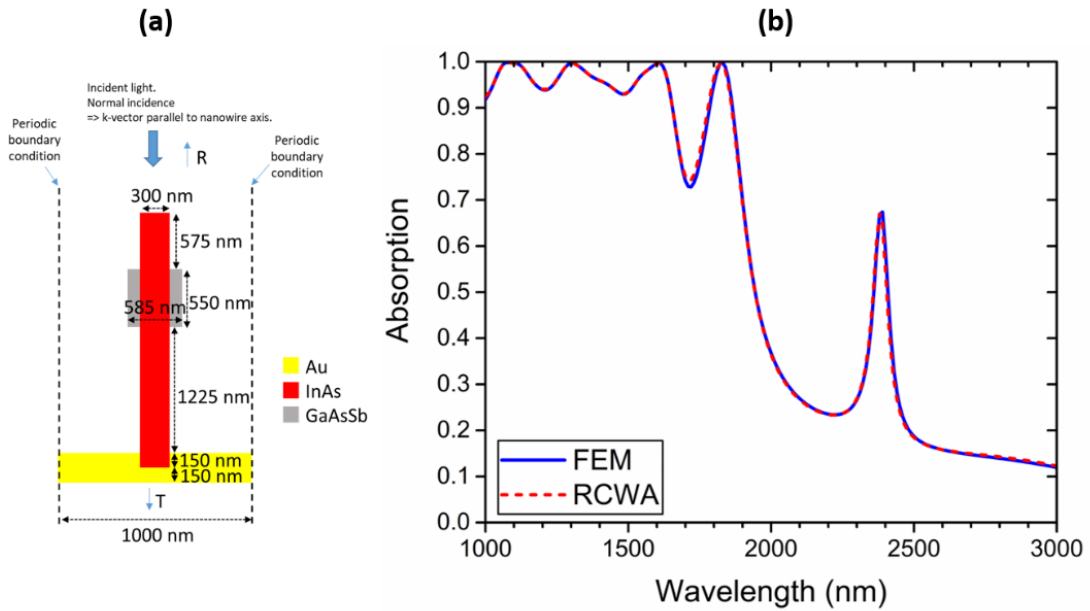 (a)
Incident light.
Normal incidence
=> k-vector parallel to nanowire axis.
Periodic
boundary
condition
R
Periodic
boundary
condition
300 nm
575 nm
585 nm
550 nm
1225 nm
Au
InAs
GaAsSb
150 nm
150 nm
T
1000 nm
(b)
Absorption
1.0
0.9
0.8
0.7
0.6
0.5
0.4
0.3
0.2
0.1
0.0
FEM
RCWA
1000
1500
2000
2500
3000
Wavelength (nm)